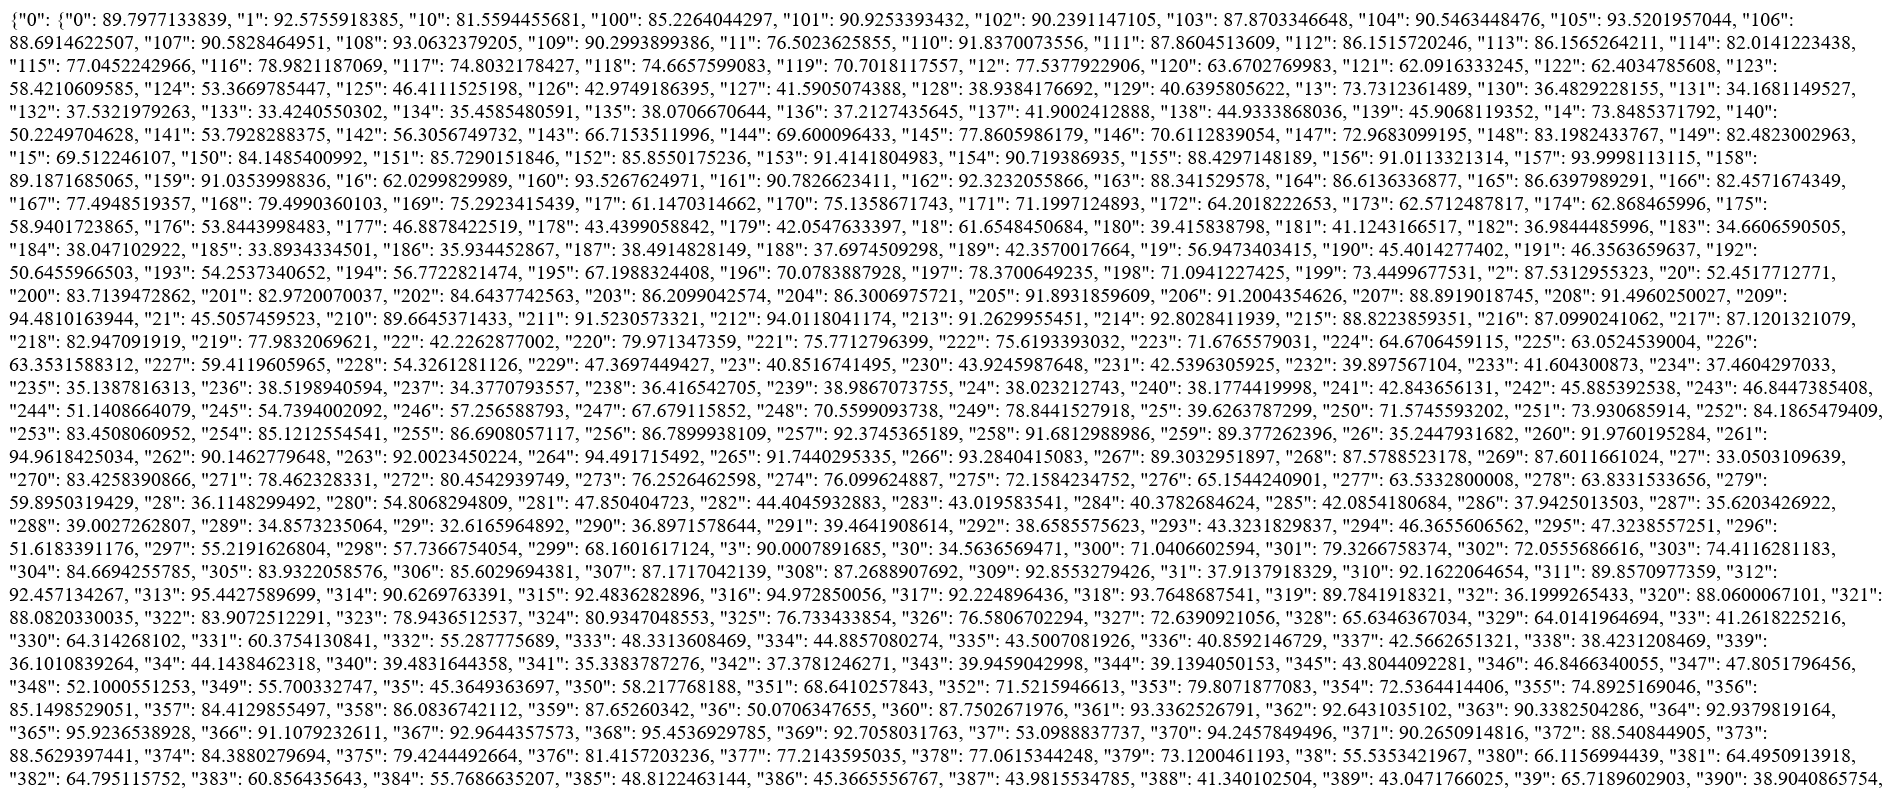 {"0": {"0": 89.7977133839, "1": 92.5755918385, "10": 81.5594455681, "100": 85.2264044297, "101": 90.9253393432, "102": 90.2391147105, "103": 87.8703346648, "104": 90.5463448476, "105": 93.5201957044, "106":
88.6914622507, "107": 90.5828464951, "108": 93.0632379205, "109": 90.2993899386, "11": 76.5023625855, "110": 91.8370073556, "111": 87.8604513609, "112": 86.1515720246, "113": 86.1565264211, "114": 82.0141223438,
"115": 77.0452242966, "116": 78.9821187069, "117": 74.8032178427, "118": 74.6657599083, "119": 70.7018117557, "12": 77.5377922906, "120": 63.6702769983, "121": 62.0916333245, "122": 62.4034785608, "123":
58.4210609585, "124": 53.3669785447, "125": 46.4111525198, "126": 42.9749186395, "127": 41.5905074388, "128": 38.9384176692, "129": 40.6395805622, "13": 73.7312361489, "130": 36.4829228155, "131": 34.1681149527,
"132": 37.5321979263, "133": 33.4240550302, "134": 35.4585480591, "135": 38.0706670644, "136": 37.2127435645, "137": 41.9002412888, "138": 44.9333868036, "139": 45.9068119352, "14": 73.8485371792, "140":
50.2249704628, "141": 53.7928288375, "142": 56.3056749732, "143": 66.7153511996, "144": 69.600096433, "145": 77.8605986179, "146": 70.6112839054, "147": 72.9683099195, "148": 83.1982433767, "149": 82.4823002963,
"15": 69.512246107, "150": 84.1485400992, "151": 85.7290151846, "152": 85.8550175236, "153": 91.4141804983, "154": 90.719386935, "155": 88.4297148189, "156": 91.0113321314, "157": 93.9998113115, "158":
89.1871685065, "159": 91.0353998836, "16": 62.0299829989, "160": 93.5267624971, "161": 90.7826623411, "162": 92.3232055866, "163": 88.341529578, "164": 86.6136336877, "165": 86.6397989291, "166": 82.4571674349,
"167": 77.4948519357, "168": 79.4990360103, "169": 75.2923415439, "17": 61.1470314662, "170": 75.1358671743, "171": 71.1997124893, "172": 64.2018222653, "173": 62.5712487817, "174": 62.868465996, "175":
58.9401723865, "176": 53.8443998483, "177": 46.8878422519, "178": 43.4399058842, "179": 42.0547633397, "18": 61.6548450684, "180": 39.415838798, "181": 41.1243166517, "182": 36.9844485996, "183": 34.6606590505,
"184": 38.047102922, "185": 33.8934334501, "186": 35.934452867, "187": 38.4914828149, "188": 37.6974509298, "189": 42.3570017664, "19": 56.9473403415, "190": 45.4014277402, "191": 46.3563659637, "192":
50.6455966503, "193": 54.2537340652, "194": 56.7722821474, "195": 67.1988324408, "196": 70.0783887928, "197": 78.3700649235, "198": 71.0941227425, "199": 73.4499677531, "2": 87.5312955323, "20": 52.4517712771,
"200": 83.7139472862, "201": 82.9720070037, "202": 84.6437742563, "203": 86.2099042574, "204": 86.3006975721, "205": 91.8931859609, "206": 91.2004354626, "207": 88.8919018745, "208": 91.4960250027, "209":
94.4810163944, "21": 45.5057459523, "210": 89.6645371433, "211": 91.5230573321, "212": 94.0118041174, "213": 91.2629955451, "214": 92.8028411939, "215": 88.8223859351, "216": 87.0990241062, "217": 87.1201321079,
"218": 82.947091919, "219": 77.9832069621, "22": 42.2262877002, "220": 79.971347359, "221": 75.7712796399, "222": 75.6193393032, "223": 71.6765579031, "224": 64.6706459115, "225": 63.0524539004, "226":
63.3531588312, "227": 59.4119605965, "228": 54.3261281126, "229": 47.3697449427, "23": 40.8516741495, "230": 43.9245987648, "231": 42.5396305925, "232": 39.897567104, "233": 41.604300873, "234": 37.4604297033,
"235": 35.1387816313, "236": 38.5198940594, "237": 34.3770793557, "238": 36.416542705, "239": 38.9867073755, "24": 38.023212743, "240": 38.1774419998, "241": 42.843656131, "242": 45.885392538, "243": 46.8447385408,
"244": 51.1408664079, "245": 54.7394002092, "246": 57.256588793, "247": 67.679115852, "248": 70.5599093738, "249": 78.8441527918, "25": 39.6263787299, "250": 71.5745593202, "251": 73.930685914, "252": 84.1865479409,
"253": 83.4508060952, "254": 85.1212554541, "255": 86.6908057117, "256": 86.7899938109, "257": 92.3745365189, "258": 91.6812988986, "259": 89.377262396, "26": 35.2447931682, "260": 91.9760195284, "261":
94.9618425034, "262": 90.1462779648, "263": 92.0023450224, "264": 94.491715492, "265": 91.7440295335, "266": 93.2840415083, "267": 89.3032951897, "268": 87.5788523178, "269": 87.6011661024, "27": 33.0503109639,
"270": 83.4258390866, "271": 78.462328331, "272": 80.4542939749, "273": 76.2526462598, "274": 76.099624887, "275": 72.1584234752, "276": 65.1544240901, "277": 63.5332800008, "278": 63.8331533656, "279":
59.8950319429, "28": 36.1148299492, "280": 54.8068294809, "281": 47.850404723, "282": 44.4045932883, "283": 43.019583541, "284": 40.3782684624, "285": 42.0854180684, "286": 37.9425013503, "287": 35.6203426922,
"288": 39.0027262807, "289": 34.8573235064, "29": 32.6165964892, "290": 36.8971578644, "291": 39.4641908614, "292": 38.6585575623, "293": 43.3231829837, "294": 46.3655606562, "295": 47.3238557251, "296":
51.6183391176, "297": 55.2191626804, "298": 57.7366754054, "299": 68.1601617124, "3": 90.0007891685, "30": 34.5636569471, "300": 71.0406602594, "301": 79.3266758374, "302": 72.0555686616, "303": 74.4116281183,
"304": 84.6694255785, "305": 83.9322058576, "306": 85.6029694381, "307": 87.1717042139, "308": 87.2688907692, "309": 92.8553279426, "31": 37.9137918329, "310": 92.1622064654, "311": 89.8570977359, "312":
92.457134267, "313": 95.4427589699, "314": 90.6269763391, "315": 92.4836282896, "316": 94.972850056, "317": 92.224896436, "318": 93.7648687541, "319": 89.7841918321, "32": 36.1999265433, "320": 88.0600067101, "321":
88.0820330035, "322": 83.907251291, "323": 78.9436512537, "324": 80.9347048553, "325": 76.733433854, "326": 76.5806702294, "327": 72.6390921056, "328": 65.6346367034, "329": 64.0141964694, "33": 41.2618225216,
"330": 64.314268102, "331": 60.3754130841, "332": 55.287775689, "333": 48.3313608469, "334": 44.8857080274, "335": 43.5007081926, "336": 40.8592146729, "337": 42.5662651321, "338": 38.4231208469, "339":
36.1010839264, "34": 44.1438462318, "340": 39.4831644358, "341": 35.3383787276, "342": 37.3781246271, "343": 39.9459042998, "344": 39.1394050153, "345": 43.8044092281, "346": 46.8466340055, "347": 47.8051796456,
"348": 52.1000551253, "349": 55.700332747, "35": 45.3649363697, "350": 58.217768188, "351": 68.6410257843, "352": 71.5215946613, "353": 79.8071877083, "354": 72.5364414406, "355": 74.8925169046, "356":
85.1498529051, "357": 84.4129855497, "358": 86.0836742112, "359": 87.65260342, "36": 50.0706347655, "360": 87.7502671976, "361": 93.3362526791, "362": 92.6431035102, "363": 90.3382504286, "364": 92.9379819164,
"365": 95.9236538928, "366": 91.1079232611, "367": 92.9644357573, "368": 95.4536929785, "369": 92.7058031763, "37": 53.0988837737, "370": 94.2457849496, "371": 90.2650914816, "372": 88.540844905, "373":
88.5629397441, "374": 84.3880279694, "375": 79.4244492664, "376": 81.4157203236, "377": 77.2143595035, "378": 77.0615344248, "379": 73.1200461193, "38": 55.5353421967, "380": 66.1156994439, "381": 64.4950913918,
"382": 64.795115752, "383": 60.856435643, "384": 55.7686635207, "385": 48.8122463144, "386": 45.3665556767, "387": 43.9815534785, "388": 41.340102504, "389": 43.0471766025, "39": 65.7189602903, "390": 38.9040865754,